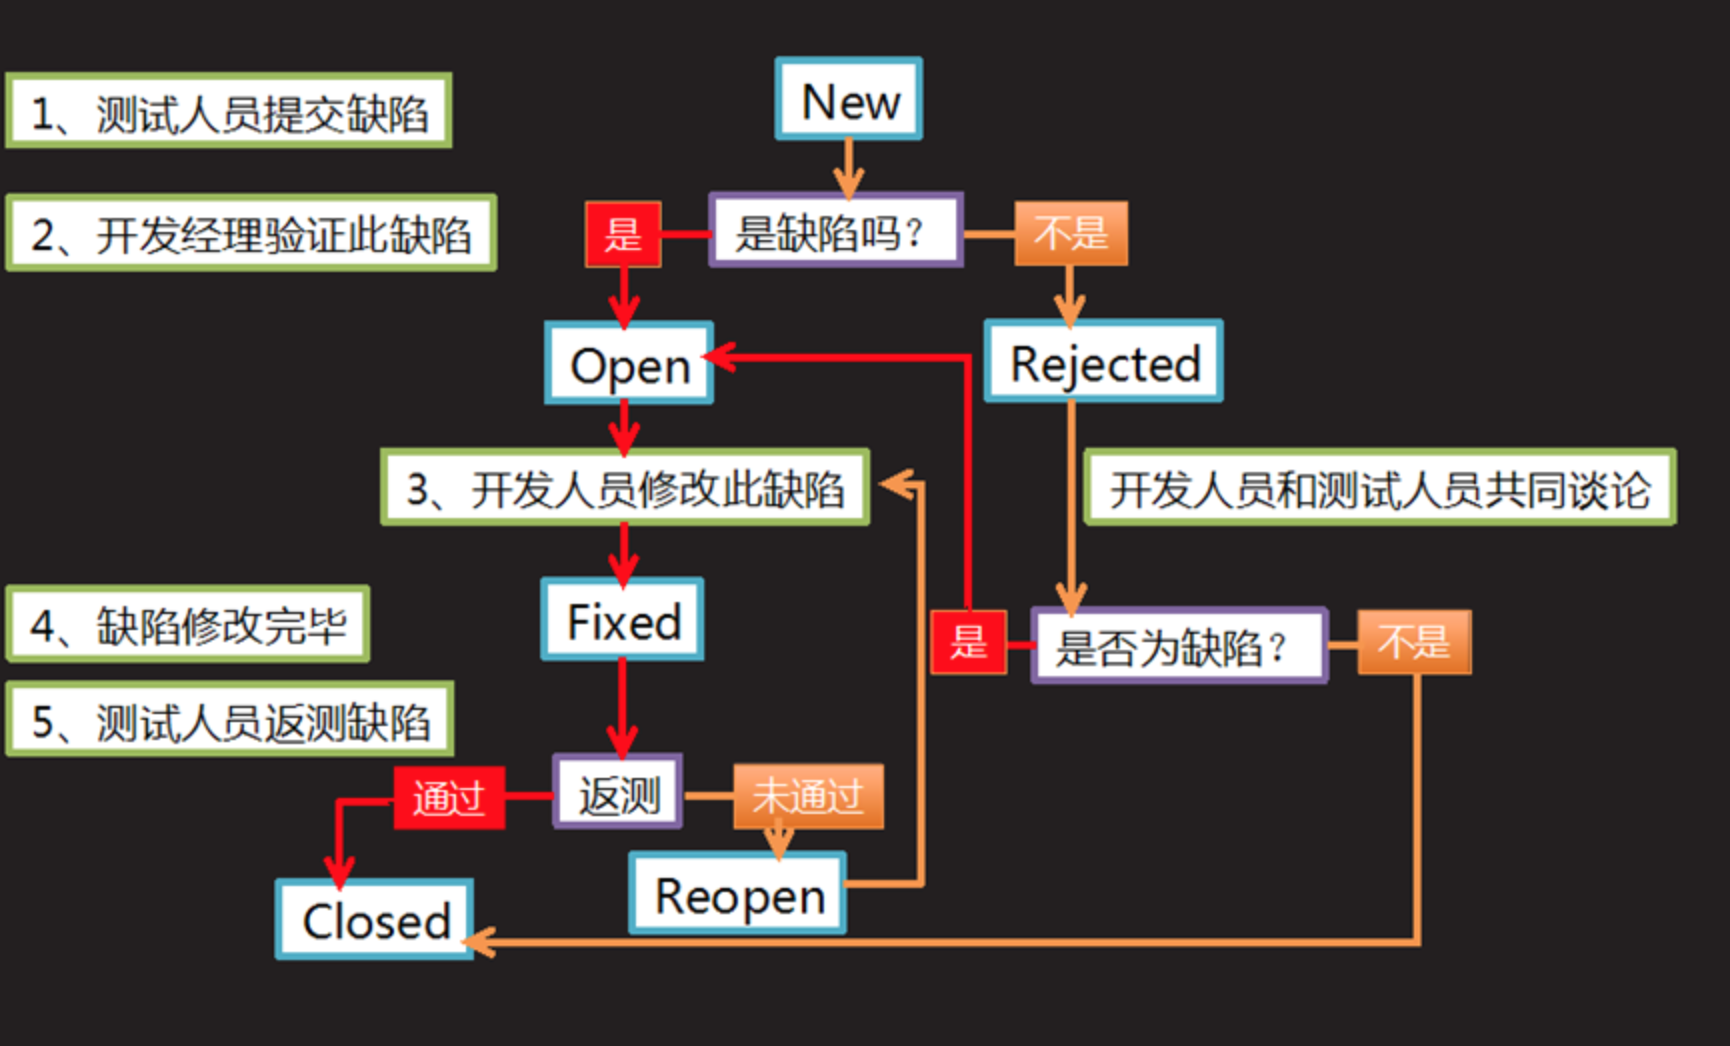 New
1、测试人员提交缺陷
2、开发经理验证此缺陷
是
是缺陷吗？
不是
Open
Rejected
3、开发人员修改此缺陷
开发人员和测试人员共同谈论
4、缺陷修改完毕
Fixed
是
是否为缺陷？
不是
5、测试人员返测缺陷
通过
返测
未通过
Reopen
Closed